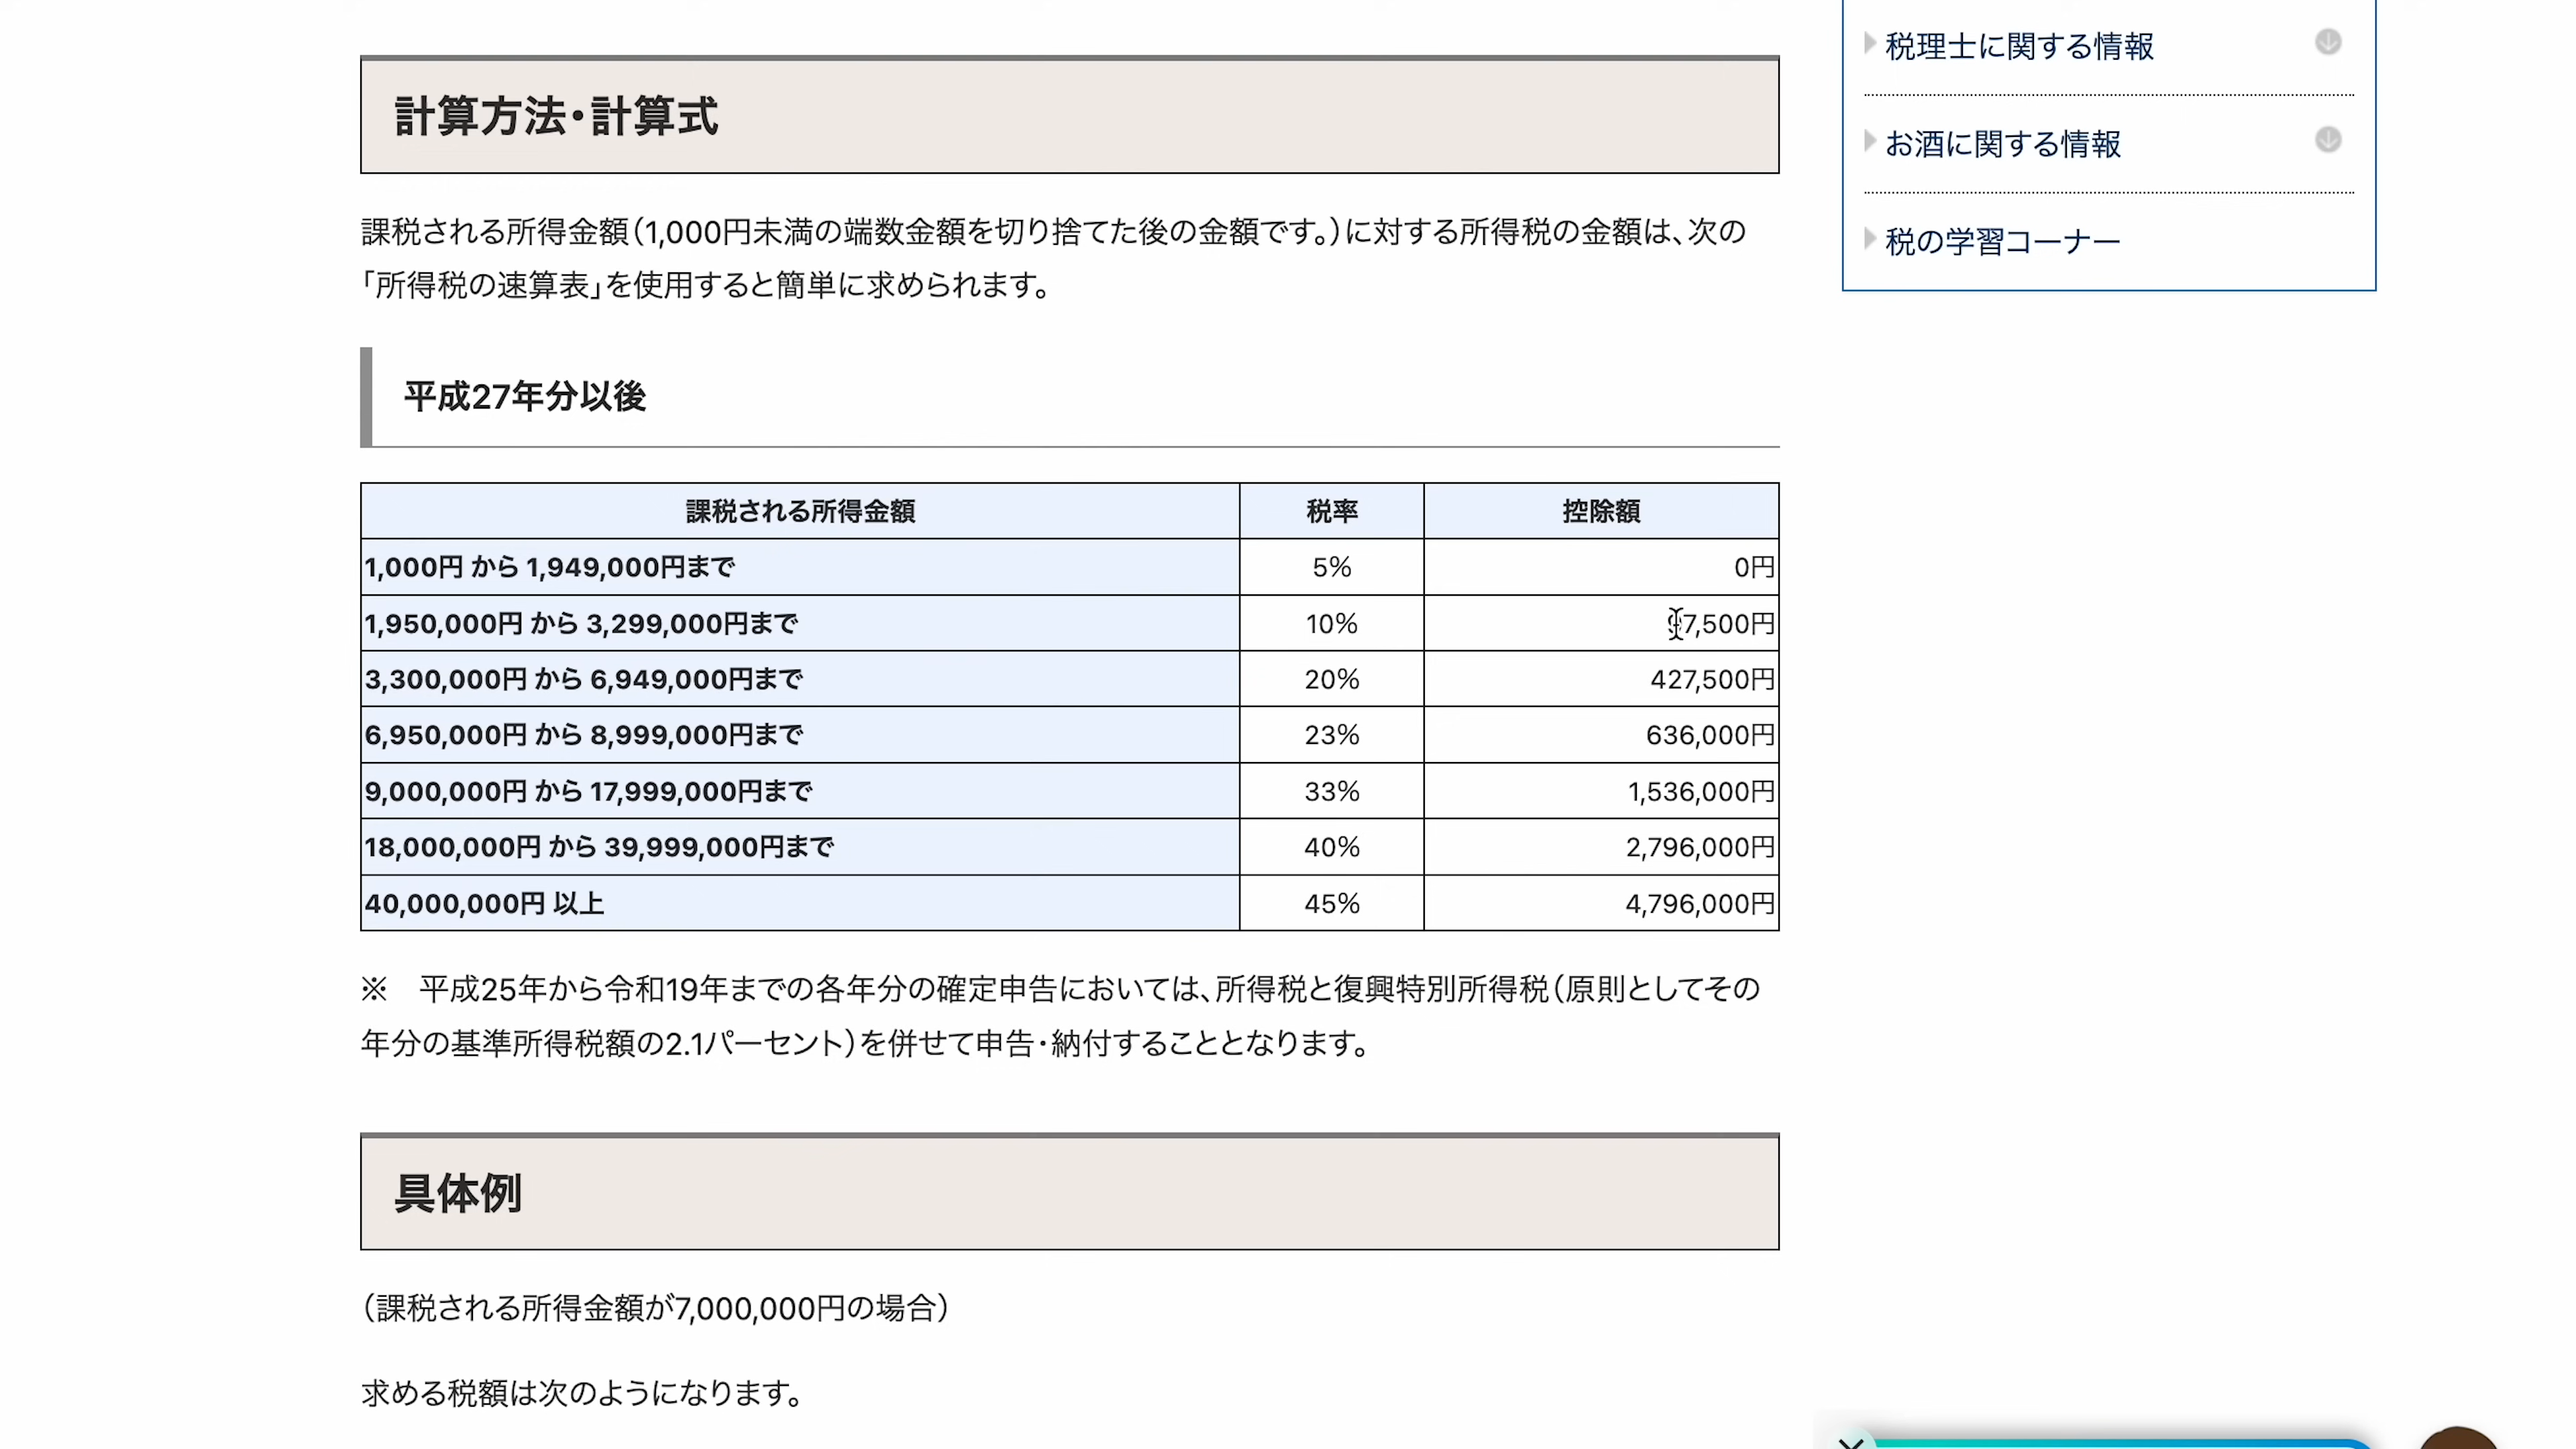 計算方法・計算式
課税される所得金額（1,000円未満の端数金額を切り捨てた後の金額です。）に対する所得税の金額は、次の
「所得税の速算表」を使用すると簡単に求められます。
平成27年分以後
課税される所得金額 税率 控除額
1,000円 から 1,949,000円まで 5% 0円
1,950,000円 から 3,299,000円まで 10% 97,500円
3,300,000円 から 6,949,000円まで 20% 427,500円
6,950,000円 から 8,999,000円まで 23% 636,000円
9,000,000円 から 17,999,000円まで 33% 1,536,000円
18,000,000円 から 39,999,000円まで 40% 2,796,000円
40,000,000円 以上 45% 4,796,000円
※　平成25年から令和19年までの各年分の確定申告においては、所得税と復興特別所得税（原則としてその
年分の基準所得税額の2.1パーセント）を併せて申告・納付することとなります。
具体例
（課税される所得金額が7,000,000円の場合）
求める税額は次のようになります。
税理士に関する情報
お酒に関する情報
税の学習コーナー